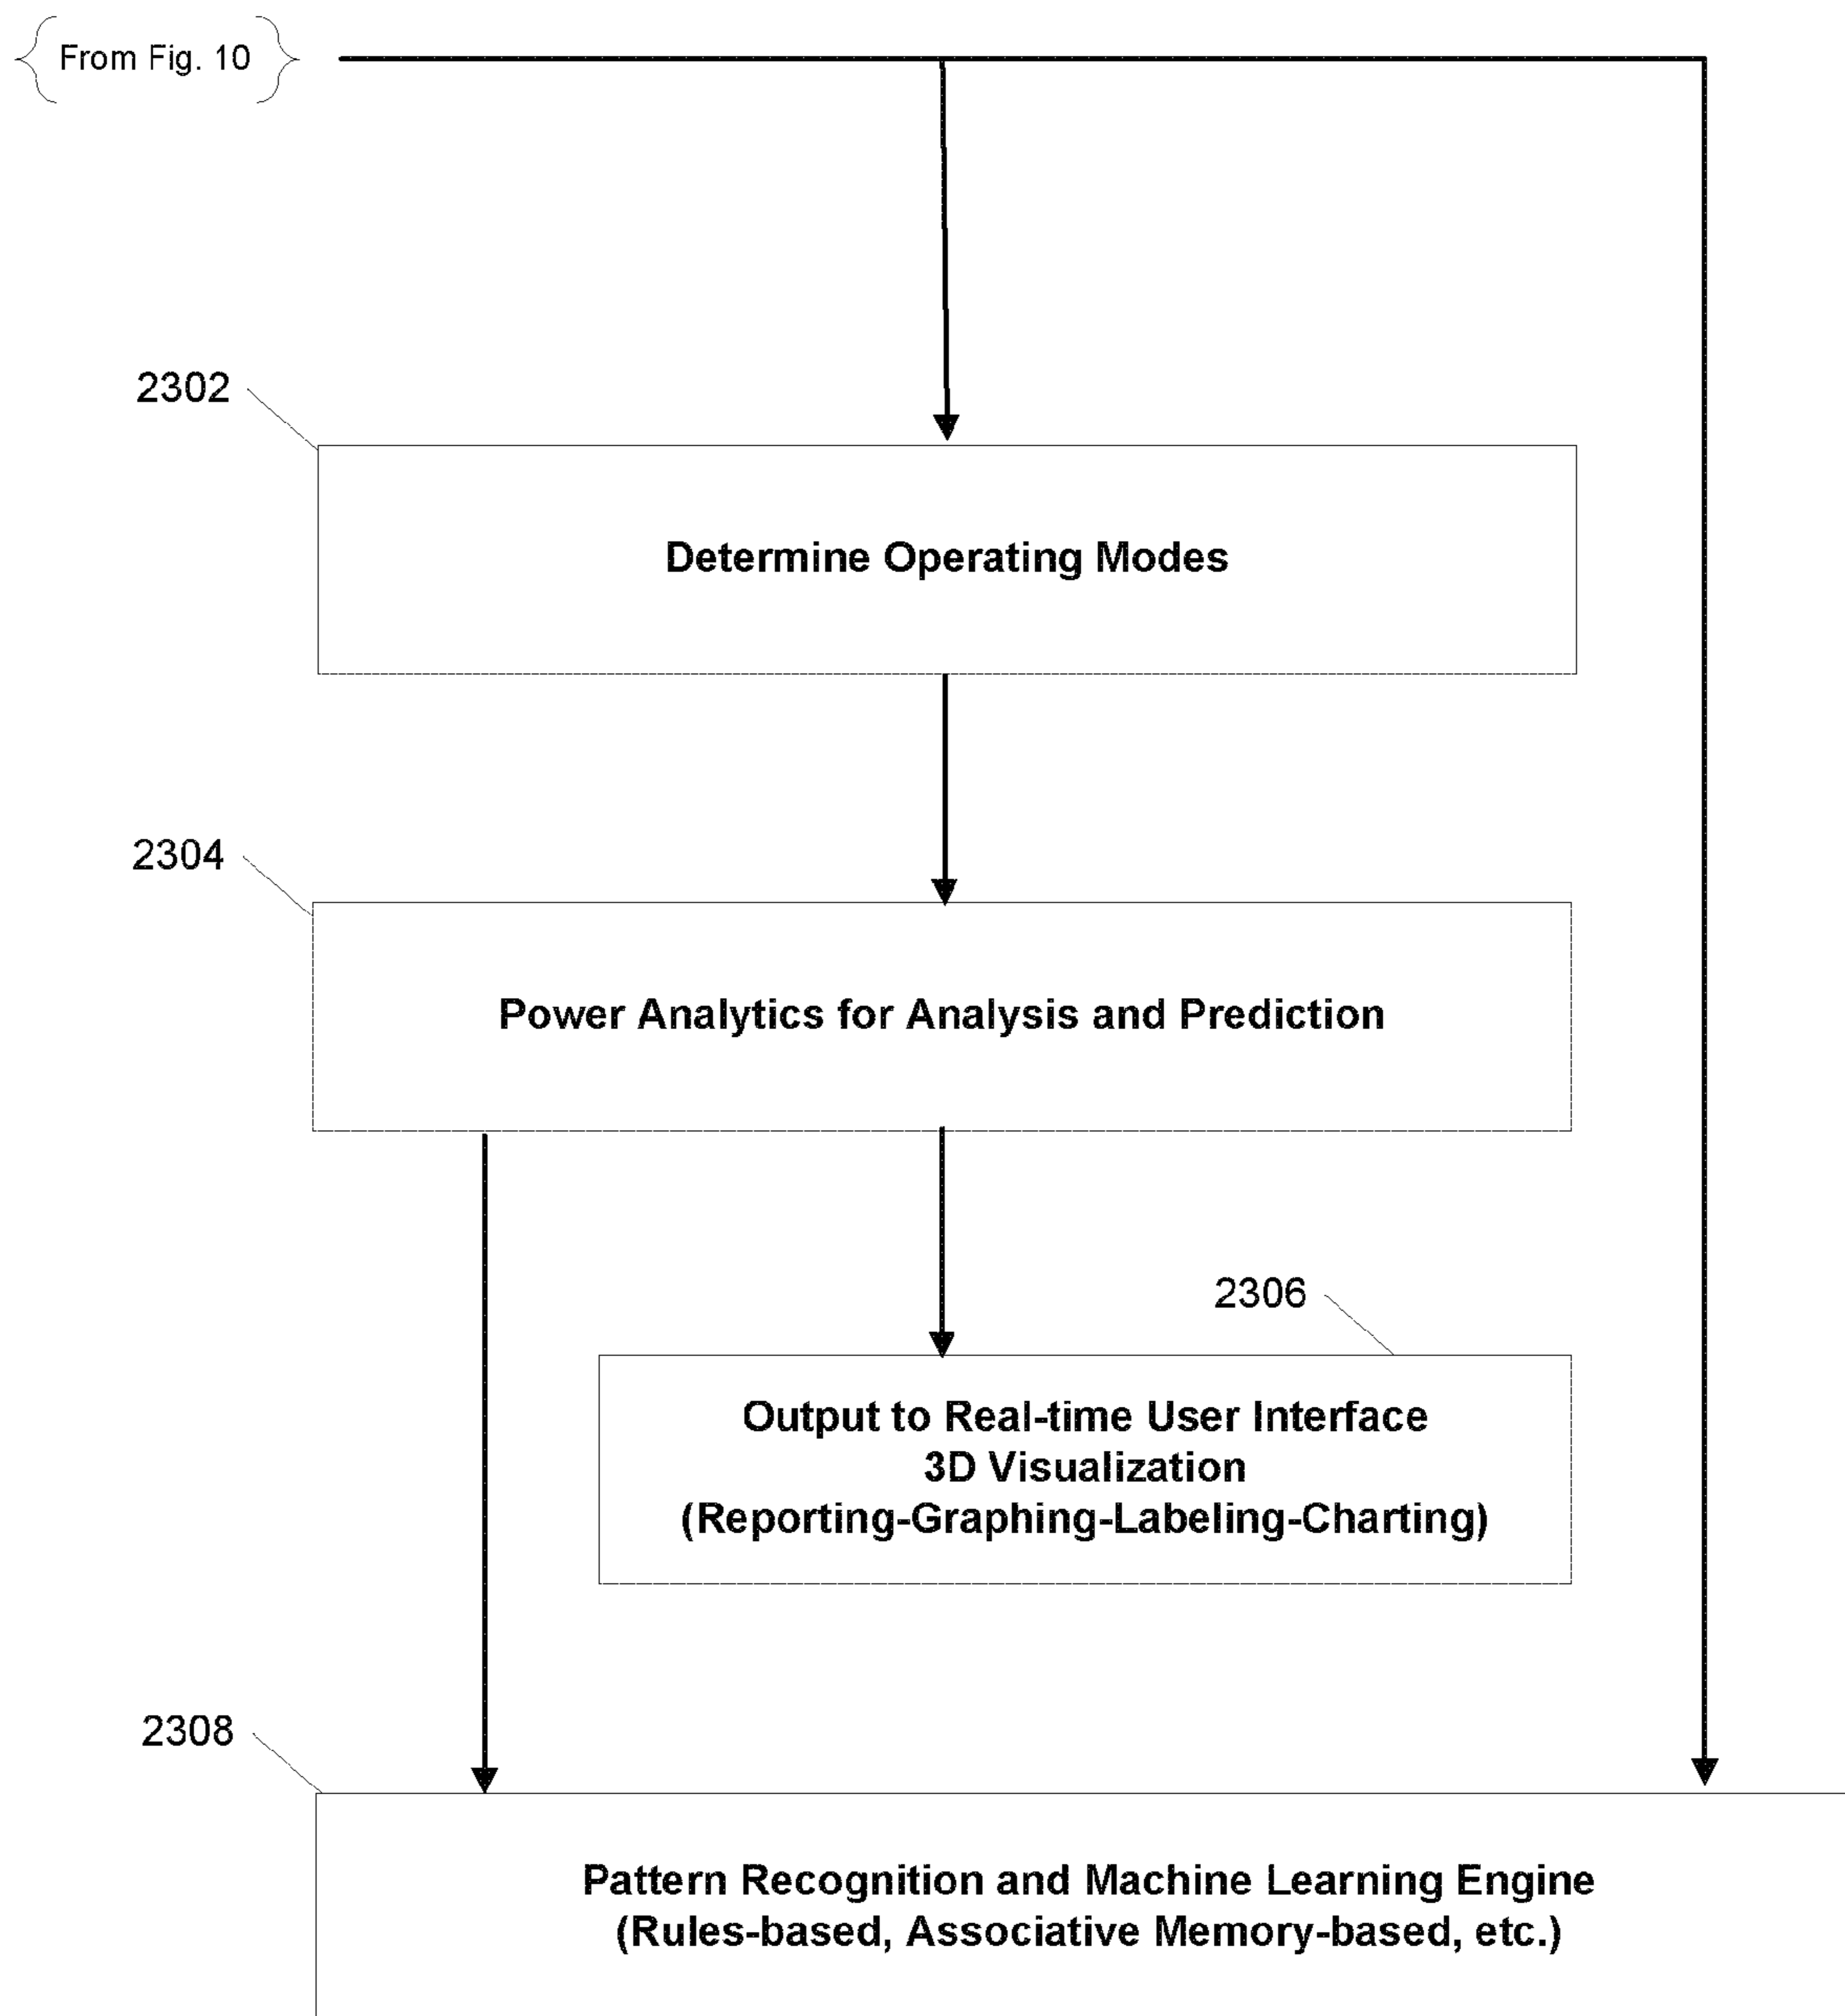 From Fig. 10
2302
Determine Operating Modes
2304
Power Analytics for Analysis and Prediction
2306
Output to Real-time User Interface
3D Visualization
(Reporting-Graphing-Labeling-Charting)
2308
Pattern Recognition and Machine Learning Engine
(Rules-based, Associative Memory-based, etc.)